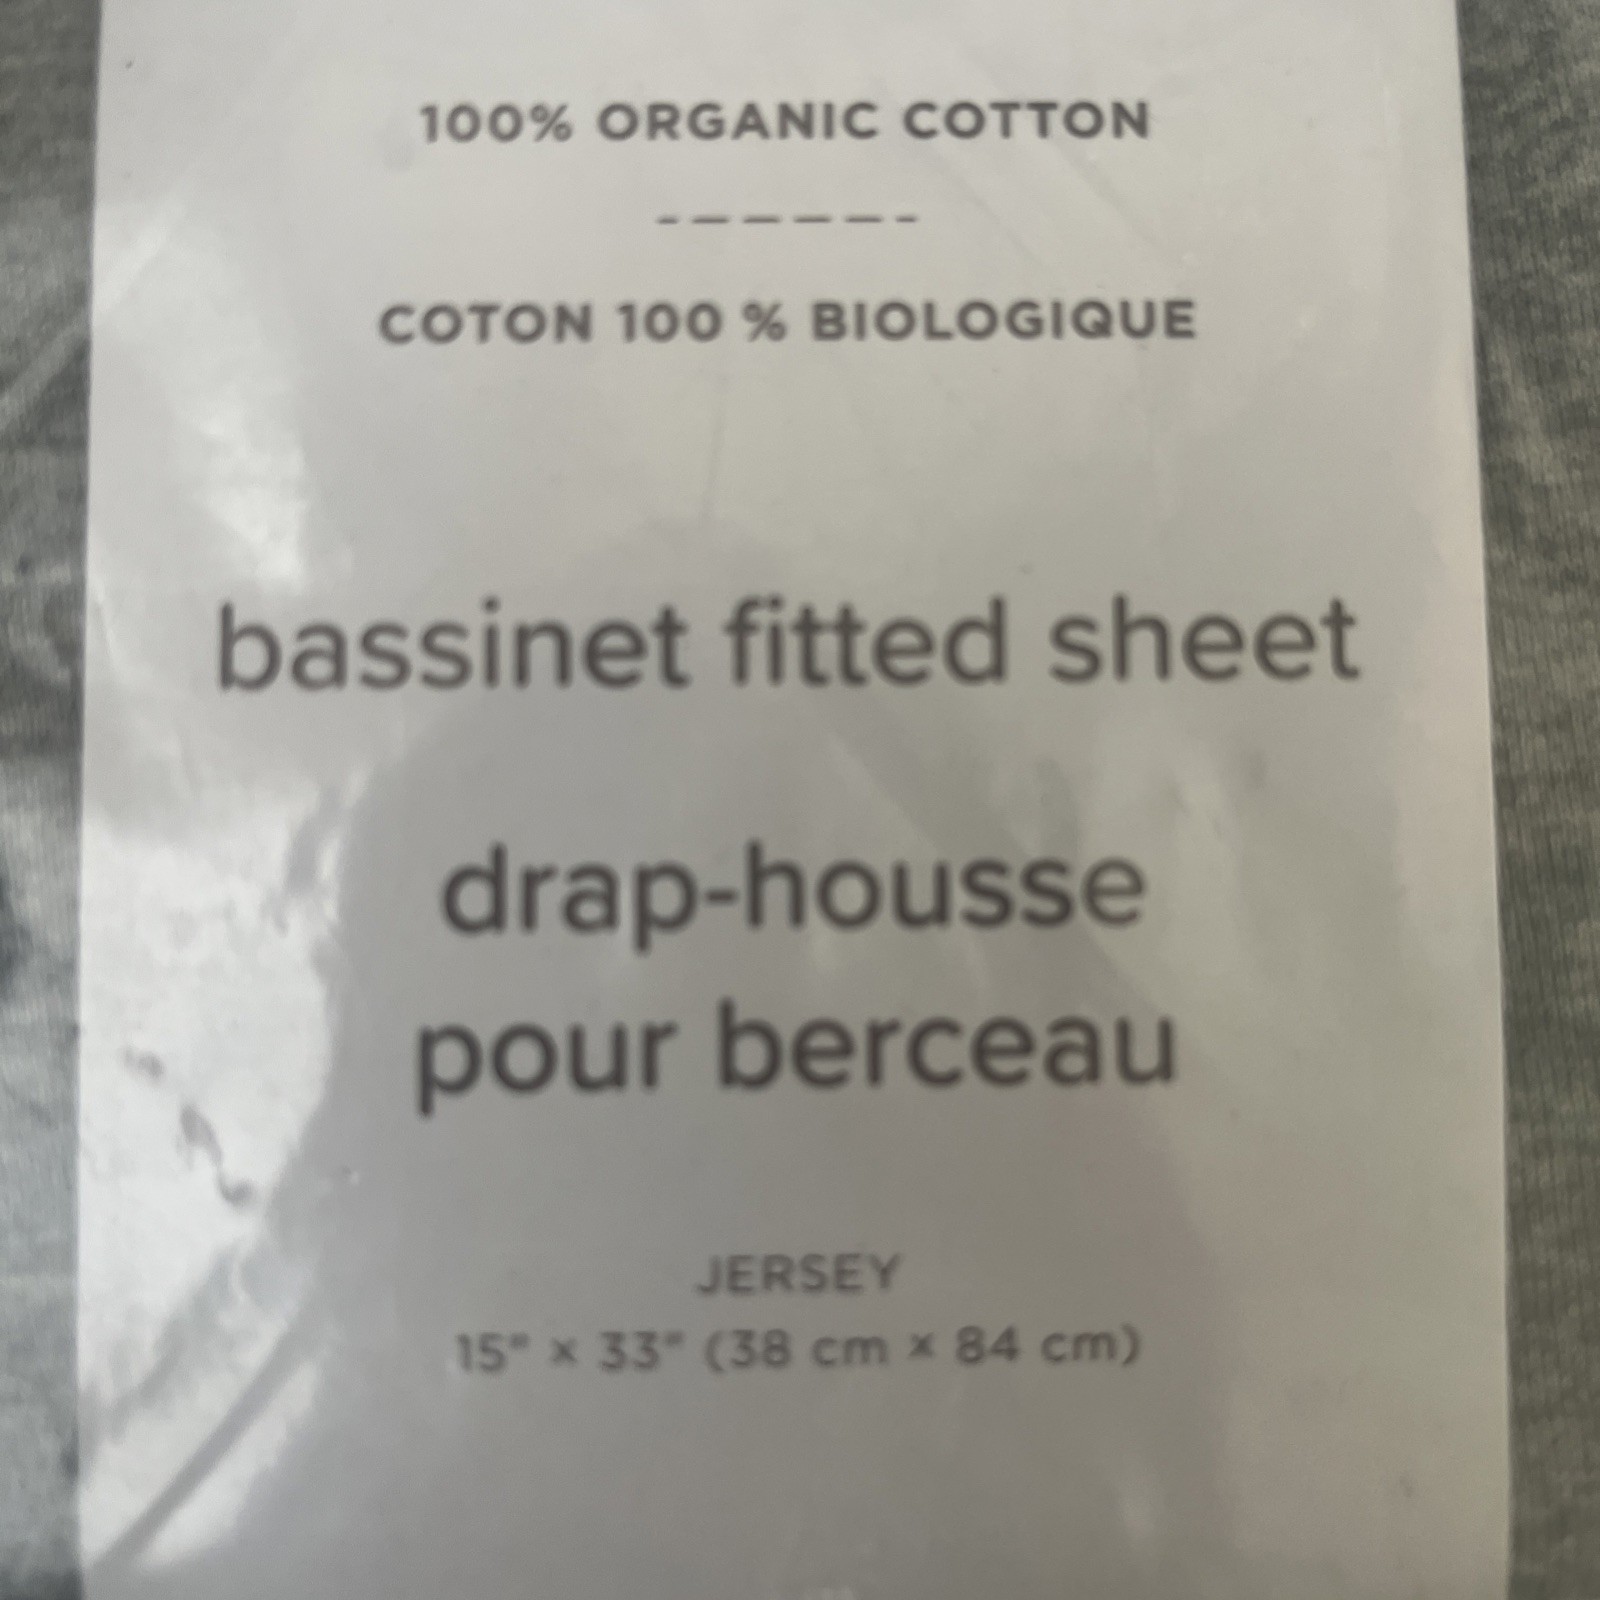 100% ORGANIC COTTON
------
COTON 100 % BIOLOGIQUE
bassinet fitted sheet
drap-housse
pour berceau
JERSEY
15" x 33" (38 cm x 84 cm)